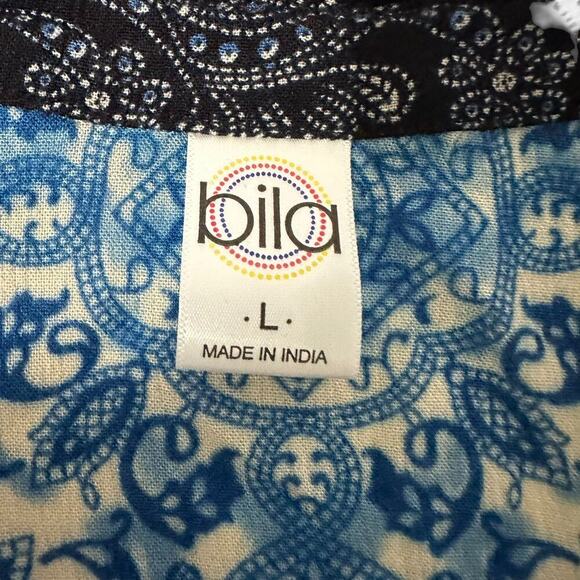 bila
· L ·
MADE IN INDIA